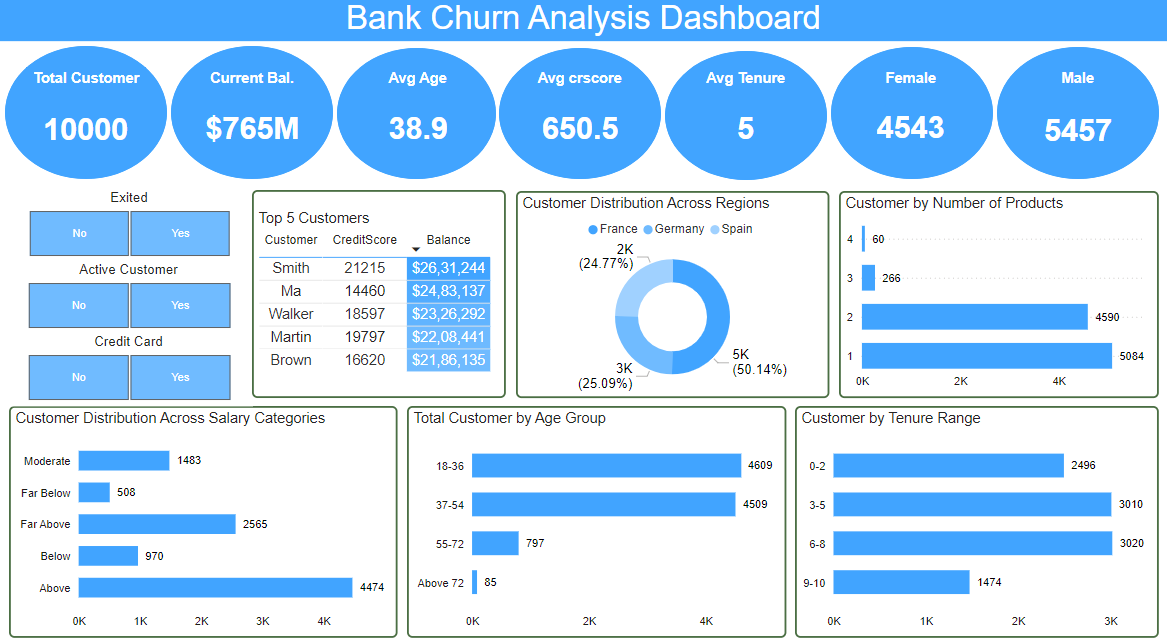 Bank Churn Analysis Dashboard
Total Customer
10000
Current Bal.
$765M
Avg Age
38.9
Avg crscore
650.5
Avg Tenure
5
Female
4543
Male
5457
Exited
No Yes
Active Customer
No Yes
Credit Card
No Yes
Top 5 Customers
Customer CreditScore Balance
Smith 21215 $26,31,244
Ma 14460 $24,83,137
Walker 18597 $23,26,292
Martin 19797 $22,08,441
Brown 16620 $21,86,135
Customer Distribution Across Regions
France Germany Spain
2K
(24.77%)
5K
(50.14%)
3K
(25.09%)
Customer by Number of Products
4 60
3 266
2 4590
1 5084
0K 2K 4K
Customer Distribution Across Salary Categories
Moderate 1483
Far Below 508
Far Above 2565
Below 970
Above 4474
0K 1K 2K 3K 4K
Total Customer by Age Group
18-36 4609
37-54 4509
55-72 797
Above 72 85
0K 2K 4K
Customer by Tenure Range
0-2 2496
3-5 3010
6-8 3020
9-10 1474
0K 1K 2K 3K